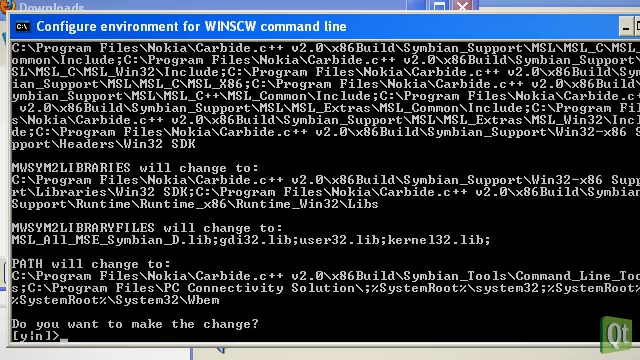 Downloads
Configure environment for WINSCW command line
C:\Program Files\Nokia\Carbide.c++ v2.0\x86Build\Symbian_Support\MSL\MSL_C\MSL_C
ommon\Include;C:\Program Files\Nokia\Carbide.c++ v2.0\x86Build\Symbian_Support\M
SL\MSL_C\MSL_Win32\Include;C:\Program Files\Nokia\Carbide.c++ v2.0\x86Build\Symb
ian_Support\MSL\MSL_C\MSL_X86;C:\Program Files\Nokia\Carbide.c++ v2.0\x86Build\S
ymbian_Support\MSL\MSL_C++\MSL_Common\Include;C:\Program Files\Nokia\Carbide.c++
v2.0\x86Build\Symbian_Support\MSL\MSL_Extras\MSL_Common\Include;C:\Program Files
\Nokia\Carbide.c++ v2.0\x86Build\Symbian_Support\MSL\MSL_Extras\MSL_Win32\Inclu
de;C:\Program Files\Nokia\Carbide.c++ v2.0\x86Build\Symbian_Support\Win32-x86 Su
pport\Headers\Win32 SDK
MWSYM2LIBRARIES will change to:
C:\Program Files\Nokia\Carbide.c++ v2.0\x86Build\Symbian_Support\Win32-x86 Suppo
rt\Libraries\Win32 SDK;C:\Program Files\Nokia\Carbide.c++ v2.0\x86Build\Symbian_
Support\Runtime\Runtime_x86\Runtime_Win32\Libs
MWSYM2LIBRARYFILES will change to:
MSL_All_MSE_Symbian_D.lib;gdi32.lib;user32.lib;kernel32.lib;
PATH will change to:
C:\Program Files\Nokia\Carbide.c++ v2.0\x86Build\Symbian_Tools\Command_Line_Tool
s;C:\Program Files\PC Connectivity Solution\;%SystemRoot%\system32;%SystemRoot%;
%SystemRoot%\System32\Wbem
Do you want to make the change?
[y|n]>_
Qt